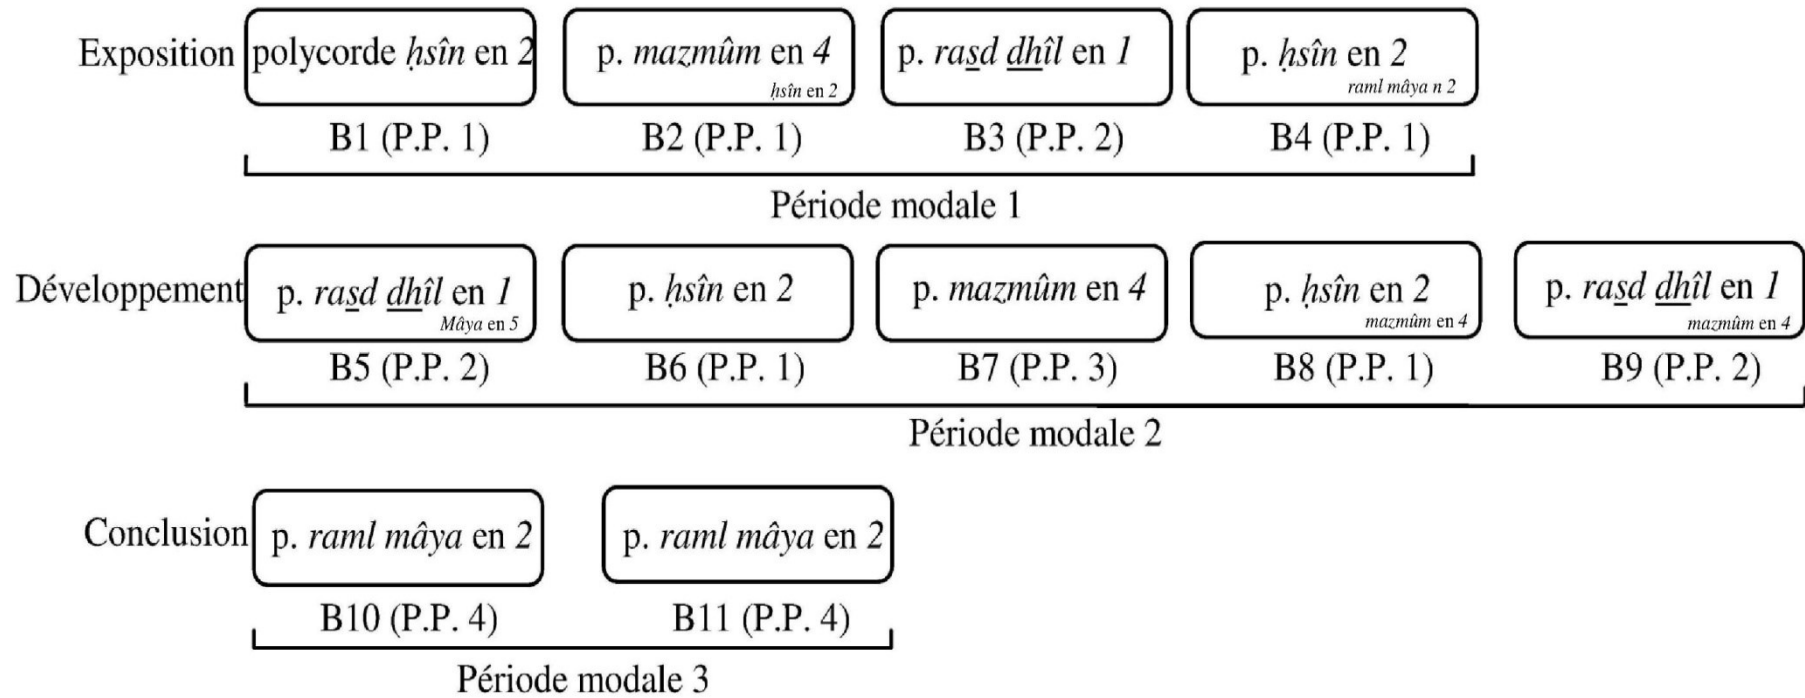 Exposition polycorde ḥsîn en 2 p. mazmûm en 4 p. raṣd dhîl en 1 p. ḥsîn en 2
ḥsîn en 2 raml mâya n 2
B1 (P.P. 1) B2 (P.P. 1) B3 (P.P. 2) B4 (P.P. 1)
Période modale 1
Développement p. raṣd dhîl en 1 p. ḥsîn en 2 p. mazmûm en 4 p. ḥsîn en 2 p. raṣd dhîl en 1
Mâya en 5 mazmûm en 4 mazmûm en 4
B5 (P.P. 2) B6 (P.P. 1) B7 (P.P. 3) B8 (P.P. 1) B9 (P.P. 2)
Période modale 2
Conclusion p. raml mâya en 2 p. raml mâya en 2
B10 (P.P. 4) B11 (P.P. 4)
Période modale 3